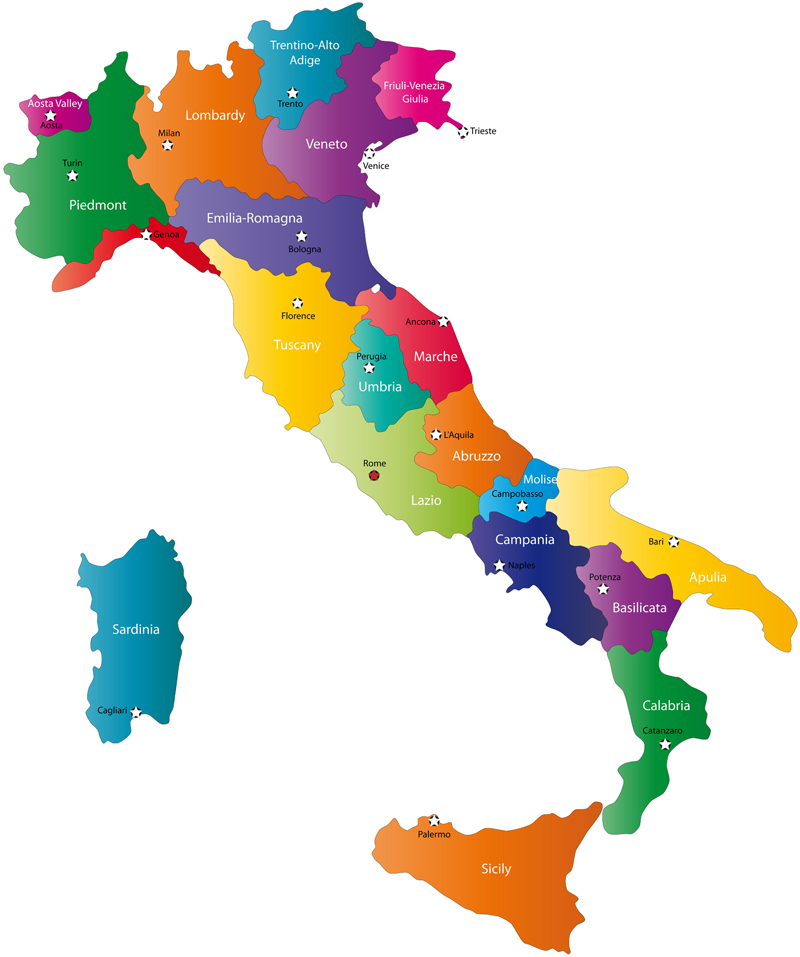 Trentino-Alto
Adige
Trento
Friuli-Venezia
Giulia
Trieste
Aosta Valley
Aosta
Lombardy
Milan
Veneto
Venice
Turin
Piedmont
Genoa
Emilia-Romagna
Bologna
Florence
Tuscany
Ancona
Marche
Perugia
Umbria
L'Aquila
Abruzzo
Rome
Lazio
Molise
Campobasso
Campania
Naples
Bari
Apulia
Potenza
Basilicata
Sardinia
Cagliari
Calabria
Catanzaro
Palermo
Sicily